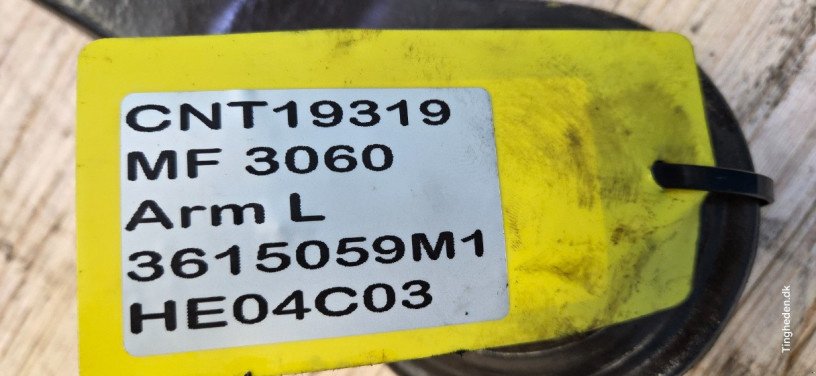 CNT19319
MF 3060
Arm L
3615059M1
HE04C03
Tingheden.dk